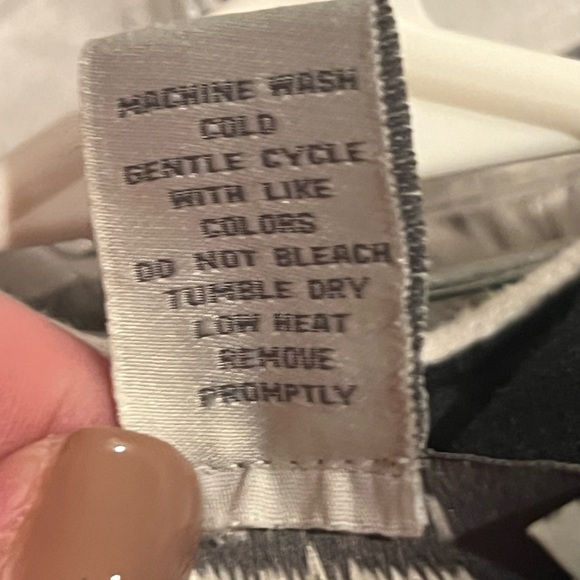 MACHINE WASH
COLD
GENTLE CYCLE
WITH LIKE
COLORS
DO NOT BLEACH
TUMBLE DRY
LOW HEAT
REMOVE
PROMPTLY